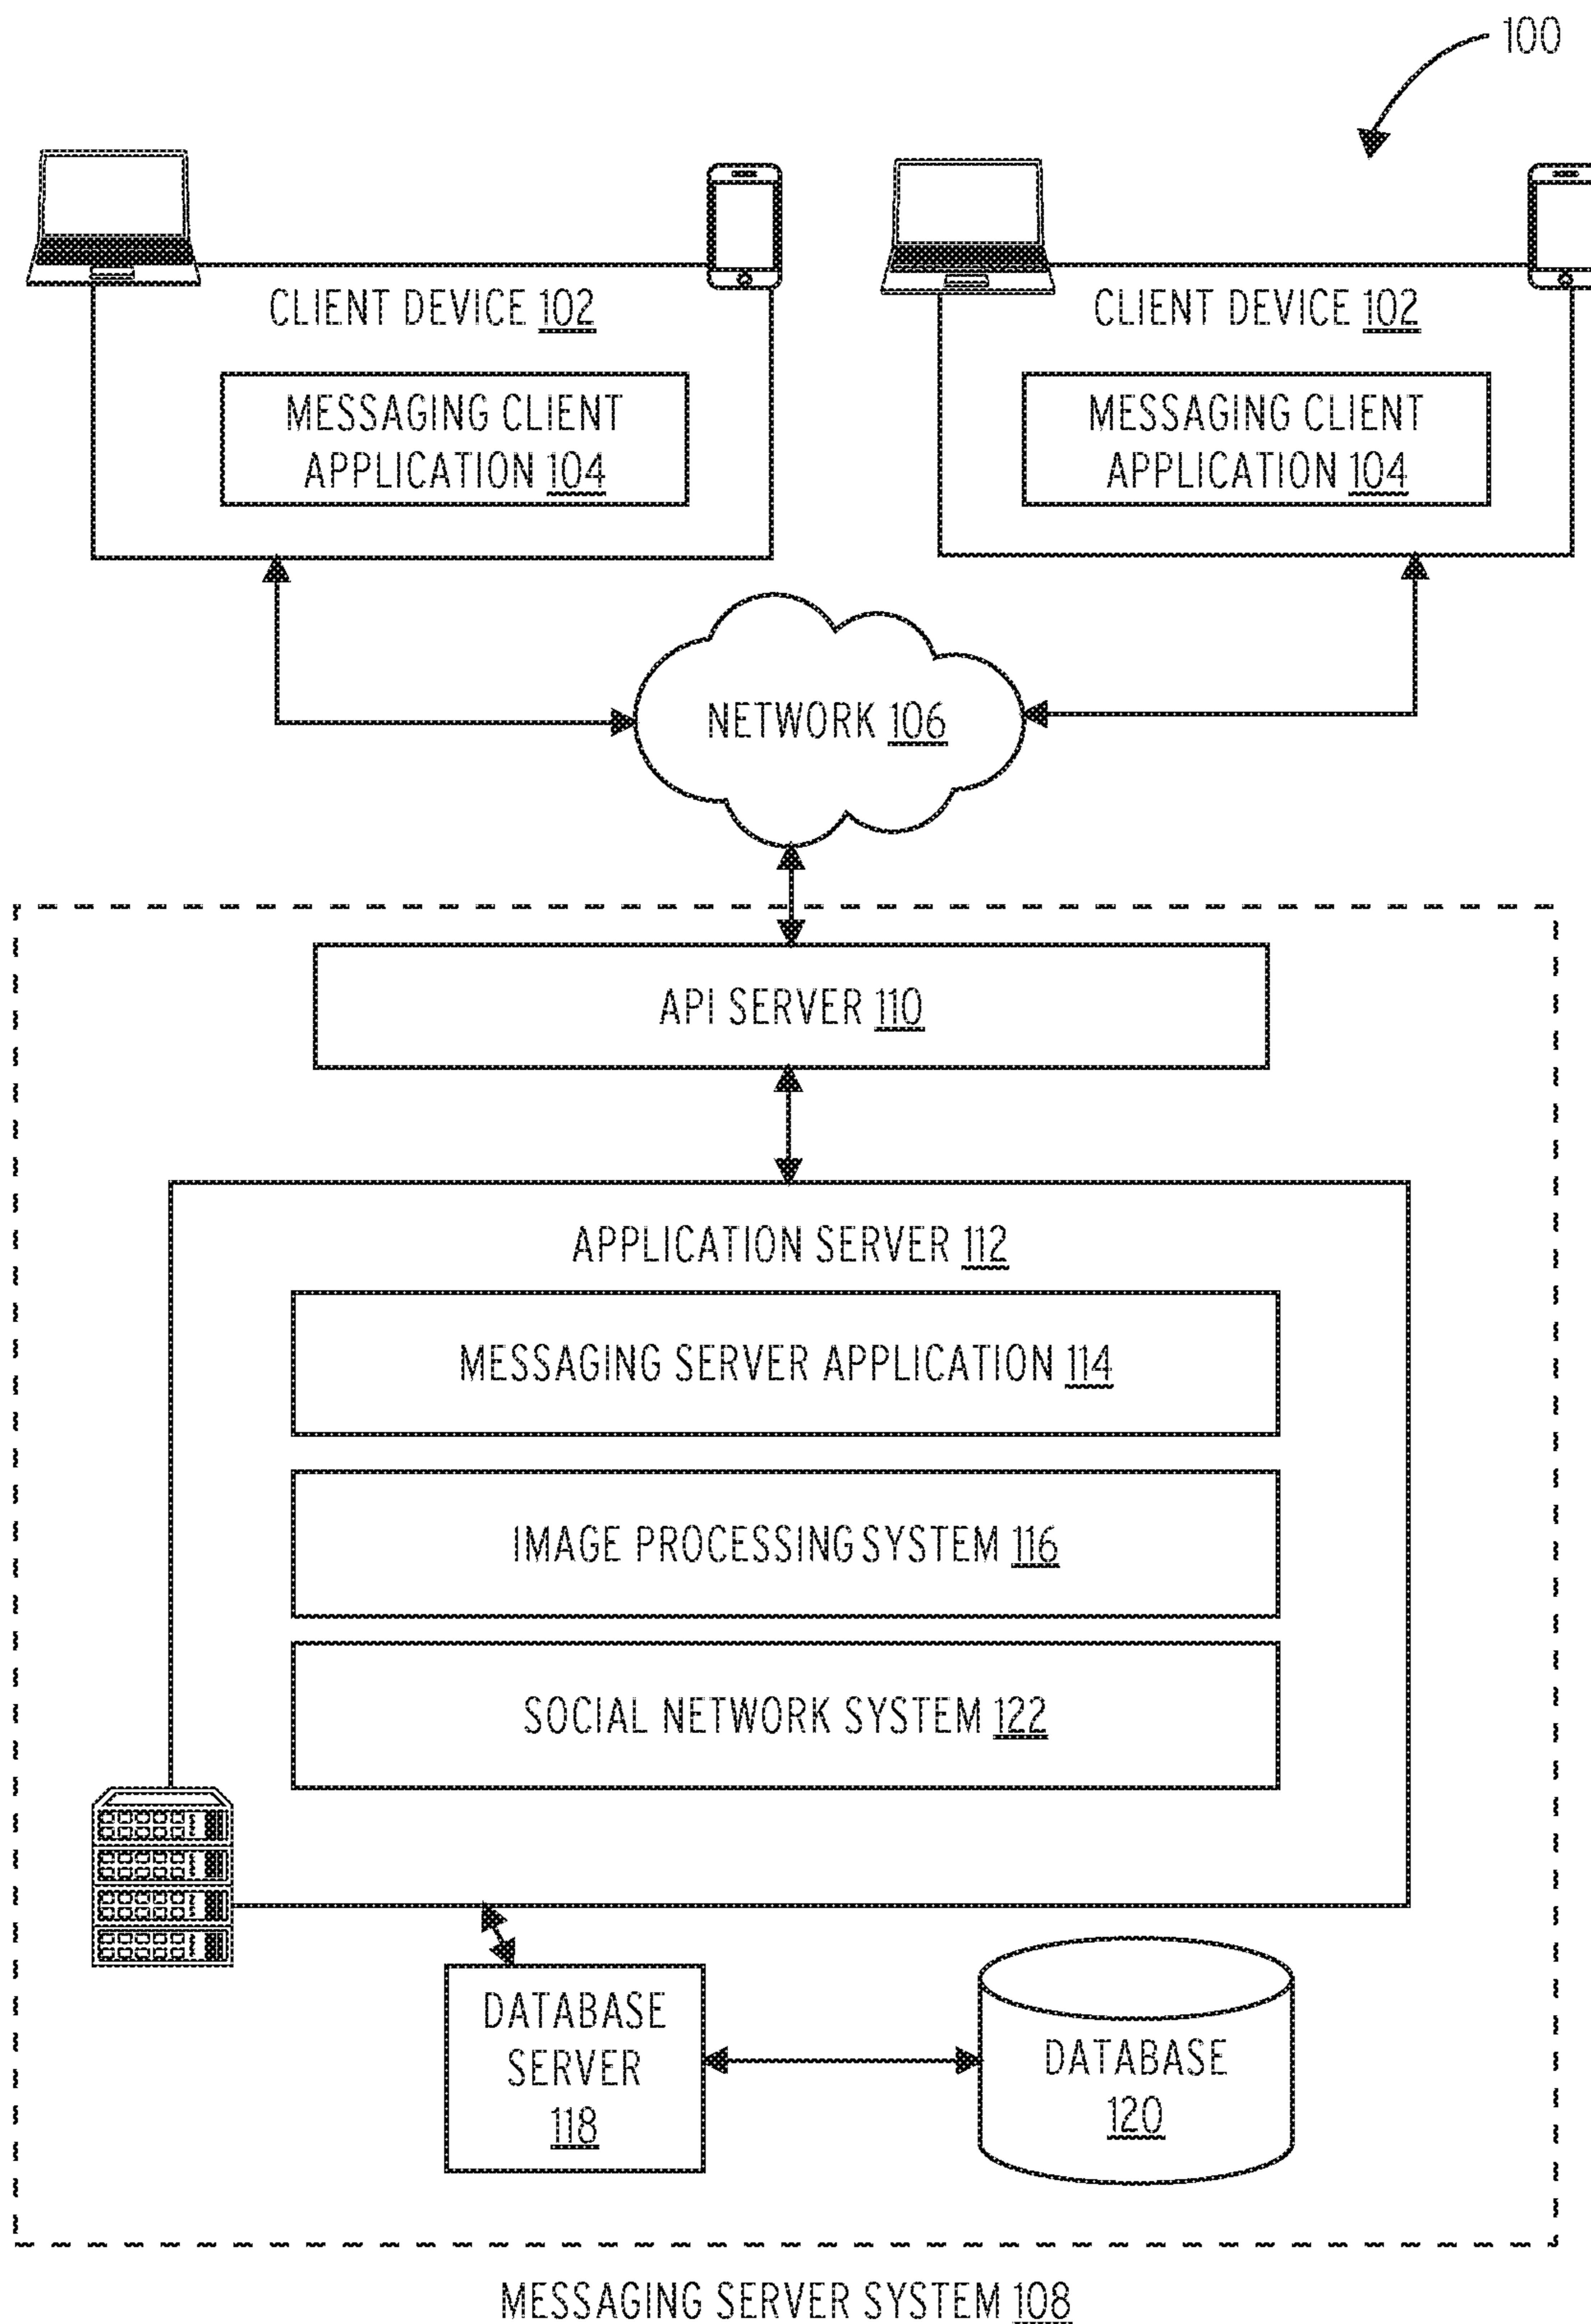 100
CLIENT DEVICE 102
MESSAGING CLIENT
APPLICATION 104
CLIENT DEVICE 102
MESSAGING CLIENT
APPLICATION 104
NETWORK 106
API SERVER 110
APPLICATION SERVER 112
MESSAGING SERVER APPLICATION 114
IMAGE PROCESSING SYSTEM 116
SOCIAL NETWORK SYSTEM 122
DATABASE
SERVER
118
DATABASE
120
MESSAGING SERVER SYSTEM 108